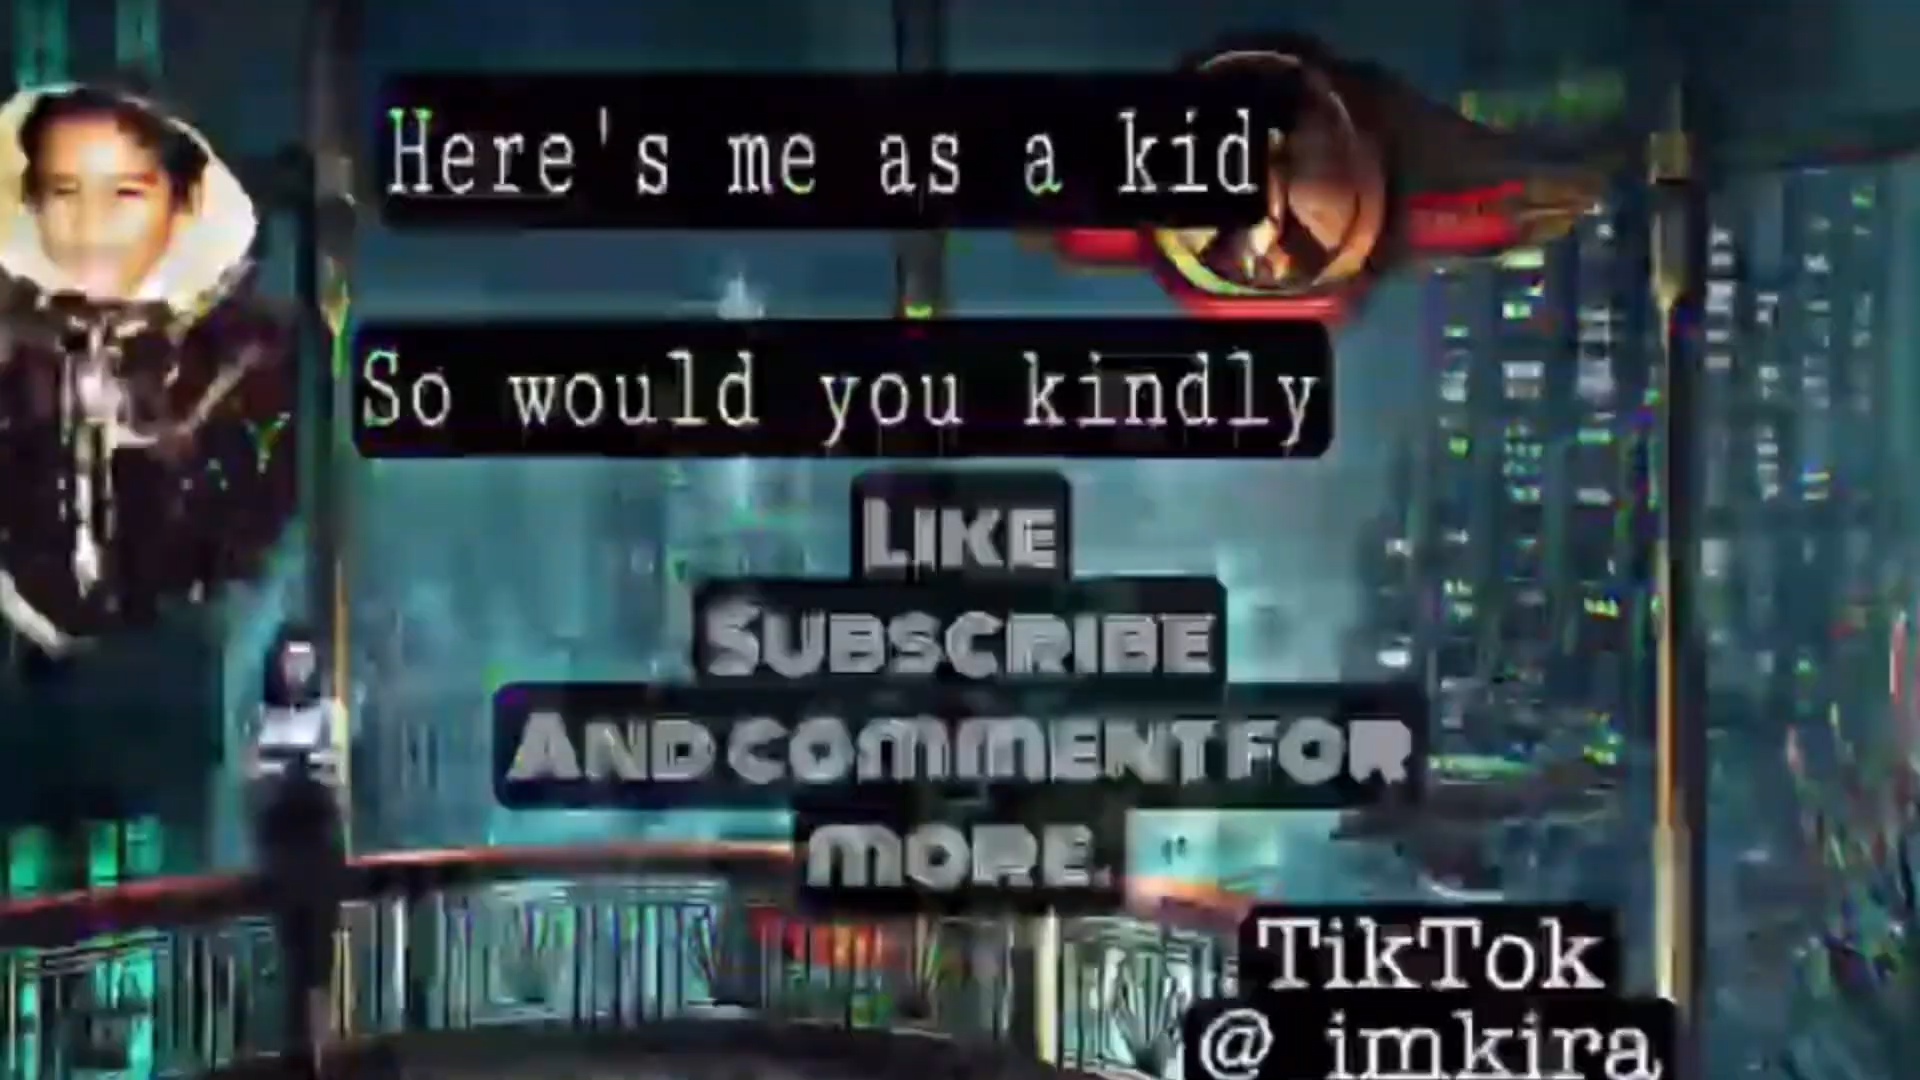 Here's me as a kid
So would you kindly
Like
Subscribe
And comment for
more.
TikTok
@ imkira